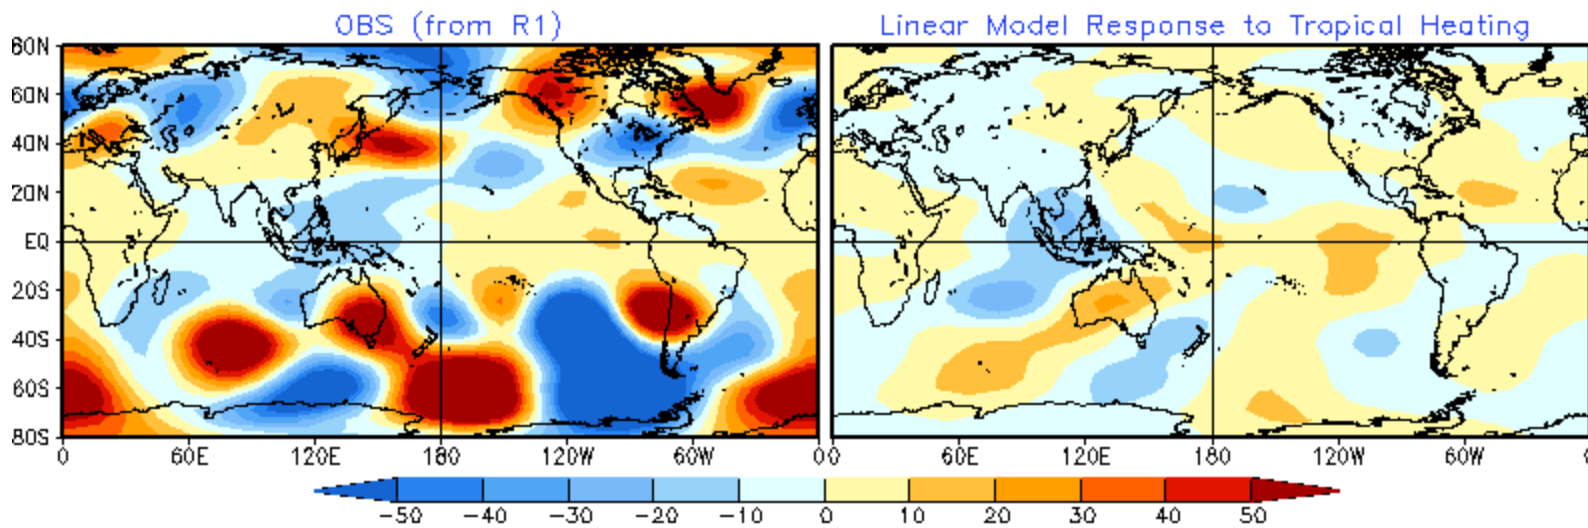 OBS (from R1)
Linear Model Response to Tropical Heating
80N
60N
40N
20N
EQ
20S
40S
60S
80S
0 60E 120E 180 120W 60W 0
0 60E 120E 180 120W 60W 0
-50 -40 -30 -20 -10 0 10 20 30 40 50